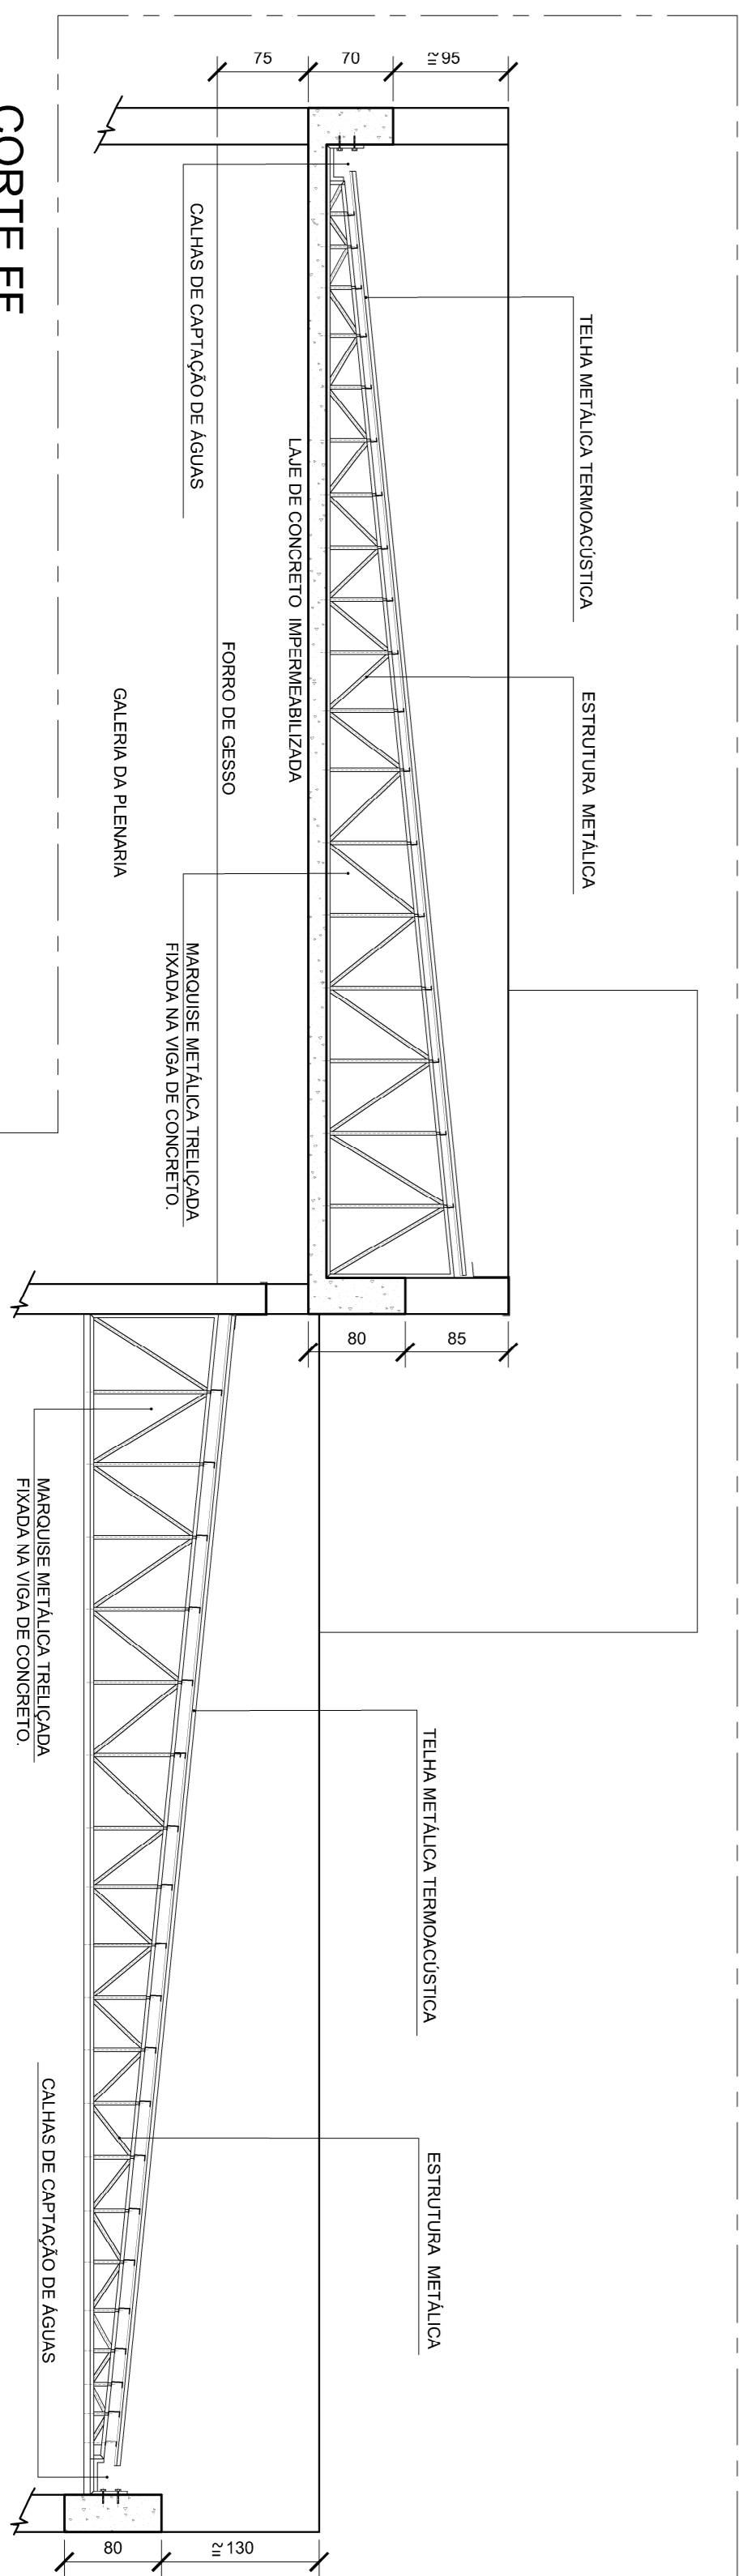 ≅95
70
75
TELHA METÁLICA TERMOACÚSTICA
ESTRUTURA METÁLICA
CALHAS DE CAPTAÇÃO DE ÁGUAS
LAJE DE CONCRETO IMPERMEABILIZADA
FORRO DE GESSO
GALERIA DA PLENARIA
MARQUISE METÁLICA TRELIÇADA
FIXADA NA VIGA DE CONCRETO.
85
80
TELHA METÁLICA TERMOACÚSTICA
ESTRUTURA METÁLICA
MARQUISE METÁLICA TRELIÇADA
FIXADA NA VIGA DE CONCRETO.
CALHAS DE CAPTAÇÃO DE ÁGUAS
≅130
80
CORTE